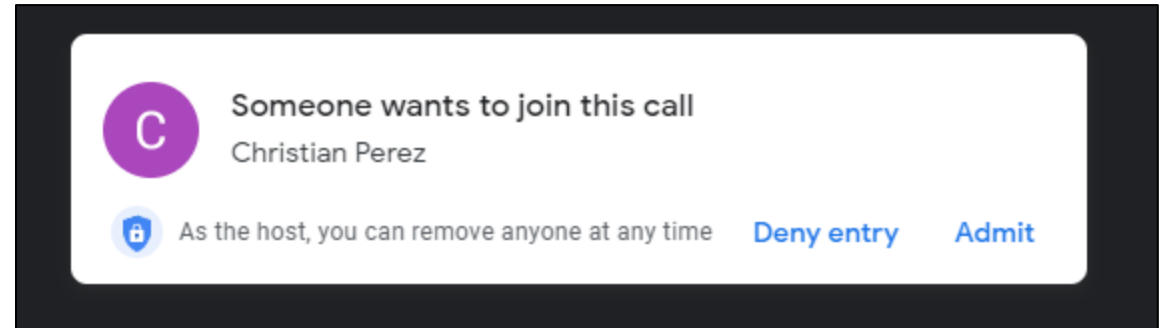 C
Someone wants to join this call
Christian Perez
As the host, you can remove anyone at any time Deny entry Admit